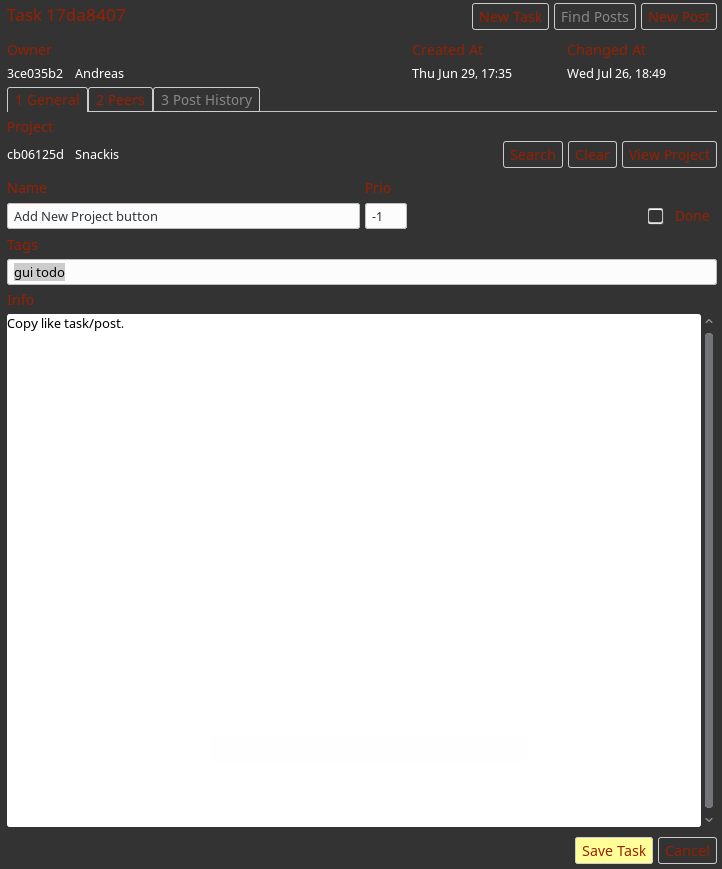 Task 17da8407 New Task Find Posts New Post
Owner Created At Changed At
3ce035b2 Andreas Thu Jun 29, 17:35 Wed Jul 26, 18:49
1 General 2 Peers 3 Post History
Project
cb06125d Snackis Search Clear View Project
Name Prio
Add New Project button -1 Done
Tags
gui todo
Info
Copy like task/post.
Save Task Cancel